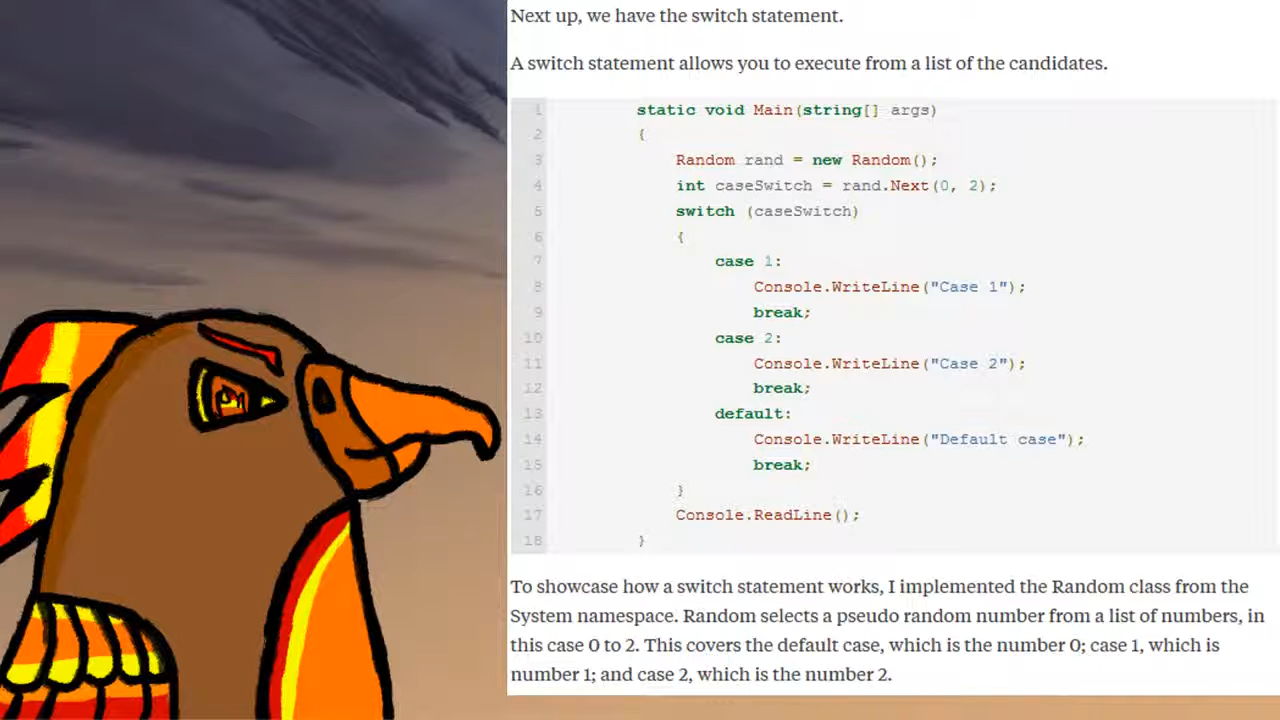 Next up, we have the switch statement.
A switch statement allows you to execute from a list of the candidates.
1 static void Main(string[] args)
2 {
3 Random rand = new Random();
4 int caseSwitch = rand.Next(0, 2);
5 switch (caseSwitch)
6 {
7 case 1:
8 Console.WriteLine("Case 1");
9 break;
10 case 2:
11 Console.WriteLine("Case 2");
12 break;
13 default:
14 Console.WriteLine("Default case");
15 break;
16 }
17 Console.ReadLine();
18 }
To showcase how a switch statement works, I implemented the Random class from the
System namespace. Random selects a pseudo random number from a list of numbers, in
this case 0 to 2. This covers the default case, which is the number 0; case 1, which is
number 1; and case 2, which is the number 2.